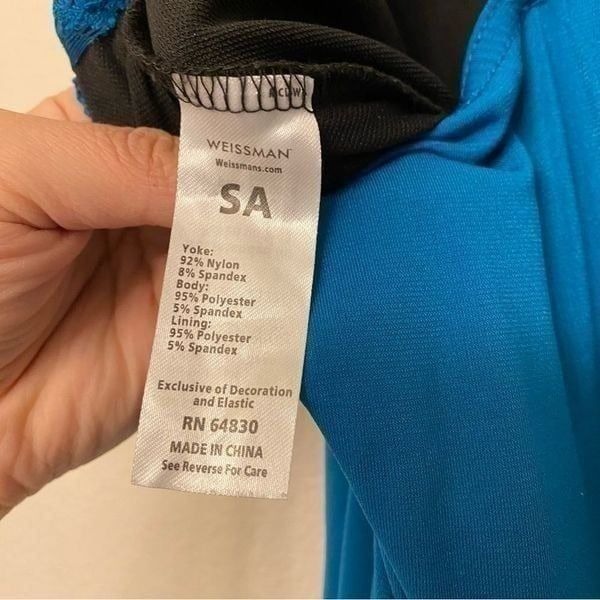 WEISSMAN
Weissmans.com
SA
Yoke:
92% Nylon
8% Spandex
Body:
95% Polyester
5% Spandex
Lining:
95% Polyester
5% Spandex
Exclusive of Decoration
and Elastic
RN 64830
MADE IN CHINA
See Reverse For Care